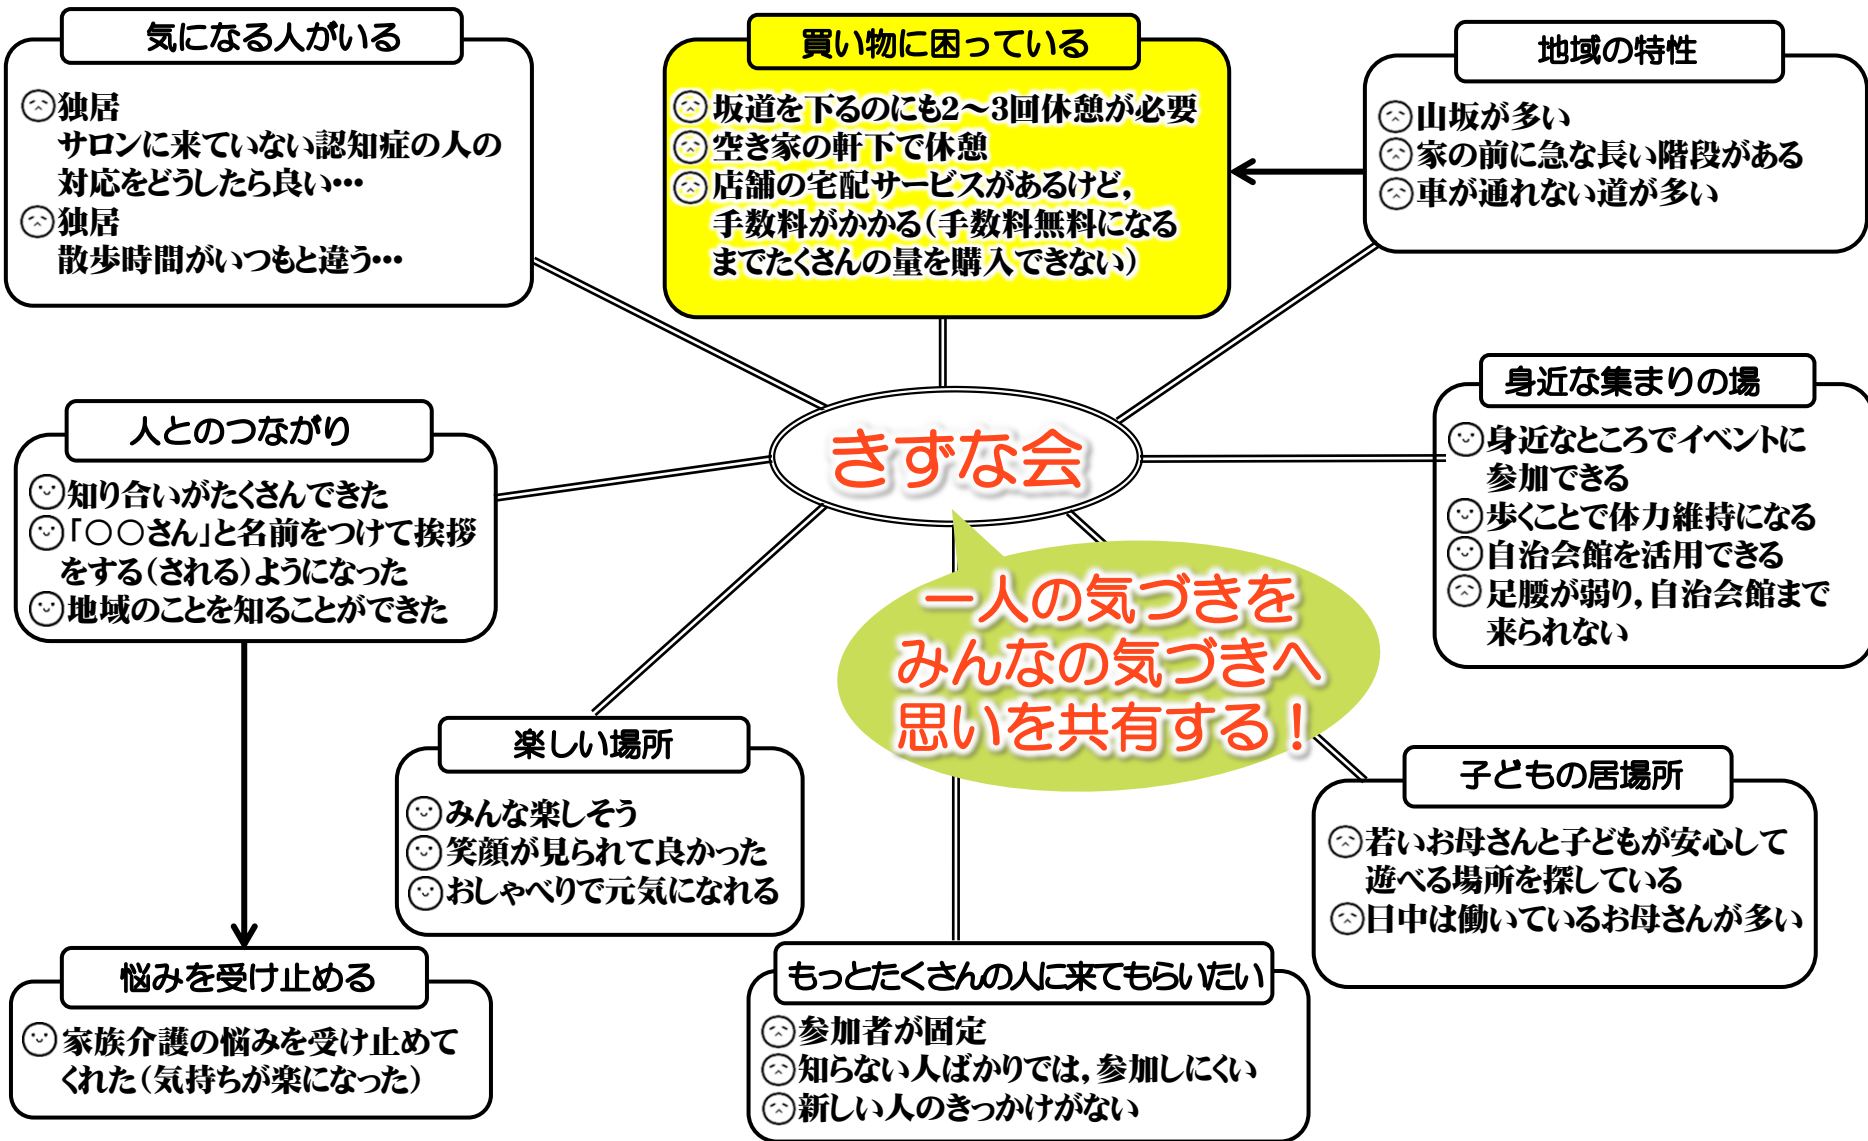 気になる人がいる
独居
サロンに来ていない認知症の人の
対応をどうしたら良い…
独居
散歩時間がいつもと違う…
買い物に困っている
坂道を下るのにも2～3回休憩が必要
空き家の軒下で休憩
店舗の宅配サービスがあるけど,
手数料がかかる(手数料無料になる
までたくさんの量を購入できない)
地域の特性
山坂が多い
家の前に急な長い階段がある
車が通れない道が多い
人とのつながり
知り合いがたくさんできた
「○○さん」と名前をつけて挨拶
をする(される)ようになった
地域のことを知ることができた
きずな会
一人の気づきを
みんなの気づきへ
思いを共有する！
身近な集まりの場
身近なところでイベントに
参加できる
歩くことで体力維持になる
自治会館を活用できる
足腰が弱り,自治会館まで
来られない
楽しい場所
みんな楽しそう
笑顔が見られて良かった
おしゃべりで元気になれる
子どもの居場所
若いお母さんと子どもが安心して
遊べる場所を探している
日中は働いているお母さんが多い
悩みを受け止める
家族介護の悩みを受け止めて
くれた(気持ちが楽になった)
もっとたくさんの人に来てもらいたい
参加者が固定
知らない人ばかりでは,参加しにくい
新しい人のきっかけがない